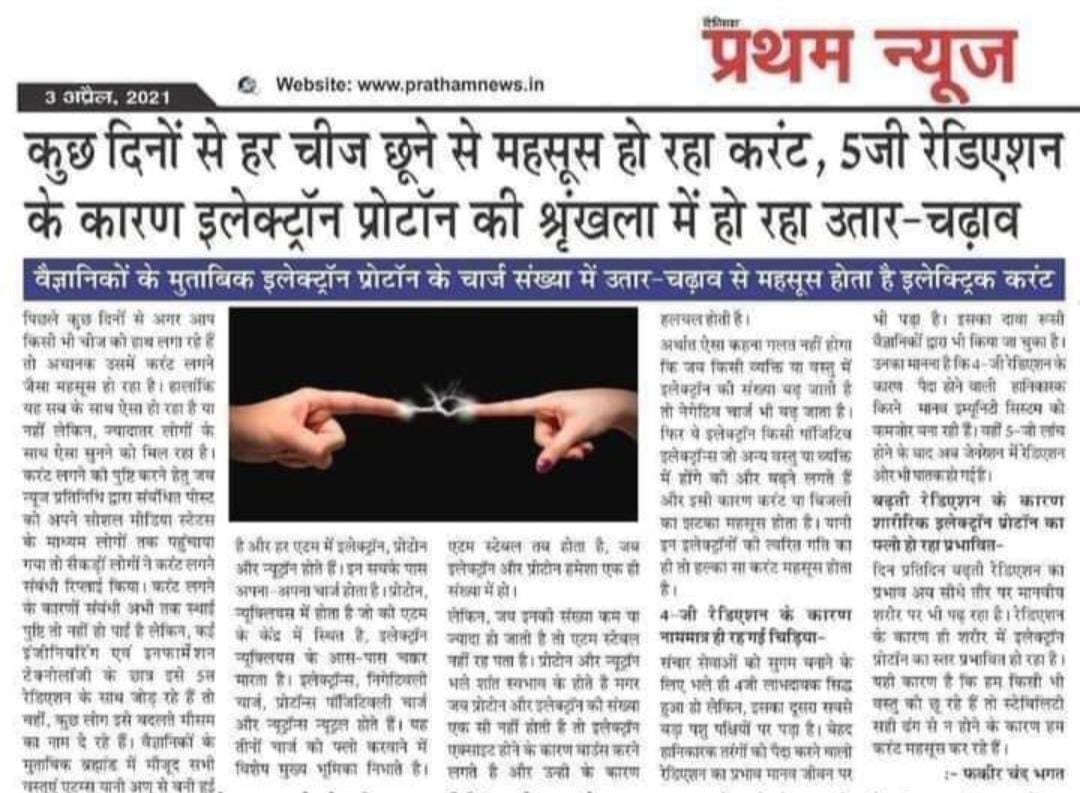 दैनिक
प्रथम न्यूज
3 अप्रैल, 2021
Website: www.prathamnews.in
कुछ दिनों से हर चीज छूने से महसूस हो रहा करंट, 5जी रेडिएशन
के कारण इलेक्ट्रॉन प्रोटॉन की श्रृंखला में हो रहा उतार-चढ़ाव
वैज्ञानिकों के मुताबिक इलेक्ट्रॉन प्रोटॉन के चार्ज संख्या में उतार-चढ़ाव से महसूस होता है इलेक्ट्रिक करंट
पिछले कुछ दिनों से अगर आप
किसी भी चीज को हाथ लगा रहे हैं
तो अचानक उसमें करंट लगने
जैसा महसूस हो रहा है। हालांकि
यह सब के साथ ऐसा हो रहा है या
नहीं लेकिन, ज्यादातर लोगों के
साथ ऐसा सुनने को मिल रहा है।
करंट लगने की पुष्टि करने हेतु जब
न्यूज प्रतिनिधि द्वारा संबंधित पोस्ट
को अपने सोशल मीडिया स्टेटस
के माध्यम लोगों तक पहुंचाया
गया तो सैकड़ों लोगों ने करंट लगने
संबंधी रिप्लाई किया। करंट लगने
के कारणों संबंधी अभी तक स्थाई
पुष्टि तो नहीं हो पाई है लेकिन, कई
इंजीनियरिंग एवं इनफार्मेशन
टेक्नोलॉजी के छात्र इसे 5जी
रेडिएशन के साथ जोड़ रहे हैं तो
वहीं, कुछ लोग इसे बदलते मौसम
का नाम दे रहे हैं। वैज्ञानिकों के
मुताबिक ब्रह्मांड में मौजूद सभी
वस्तुएं एटम्स यानी अणु से बनी हुई
है और हर एटम में इलेक्ट्रॉन, प्रोटोन
और न्यूट्रॉन होते हैं। इन सबके पास
अपना-अपना चार्ज होता है। प्रोटोन,
न्यूक्लियस में होता है जो की एटम
के केंद्र में स्थित है, इलेक्ट्रॉन
न्यूक्लियस के आस-पास चक्कर
मारता है। इलेक्ट्रॉन्स, निगेटिवली
चार्ज, प्रोटॉन्स पॉजिटिवली चार्ज
और न्यूट्रॉन्स न्यूट्रल होते हैं। यह
तीनों चार्ज को फ्लो करवाने में
विशेष मुख्य भूमिका निभाते है।
एटम स्टेबल तब होता है, जब
इलेक्ट्रॉन और प्रोटोन हमेशा एक ही
संख्या में हो।
लेकिन, जब इनकी संख्या कम या
ज्यादा हो जाती है तो एटम स्टेबल
नहीं रह पता है। प्रोटोन और न्यूट्रॉन
भले शांत स्वभाव के होते है मगर
जब प्रोटोन और इलेक्ट्रॉन की संख्या
एक सी नहीं होती है तो इलेक्ट्रॉन
एक्साइट होने के कारण बाउंस करने
लगते है और उन्ही के कारण
हलचल होती है।
अर्थात ऐसा कहना गलत नहीं होगा
कि जब किसी व्यक्ति या वस्तु में
इलेक्ट्रॉन की संख्या बढ़ जाती है
तो नेगेटिव चार्ज भी बढ़ जाता है।
फिर ये इलेक्ट्रॉन किसी पॉजिटिव
इलेक्ट्रॉन्स जो अन्य वस्तु या व्यक्ति
में होंगे की और बढ़ने लगते हैं
और इसी कारण करंट या बिजली
का झटका महसूस होता है। यानी
इन इलेक्ट्रॉनों की त्वरित गति का
ही तो हल्का सा करंट महसूस होता
है।
4-जी रेडिएशन के कारण
नाममात्र ही रह गई चिड़िया-
संचार सेवाओं को सुगम बनाने के
लिए भले ही 4जी लाभदायक सिद्ध
हुआ हो लेकिन, इसका दूसरा सबसे
बड़ा पशु पक्षियों पर पड़ा है। बेहद
हानिकारक तरंगों को पैदा करने वाली
रेडिएशन का प्रभाव मानव जीवन पर
भी पड़ा है। इसका दावा रूसी
वैज्ञानिकों द्वारा भी किया जा चुका है।
उनका मानना है कि 4-जी रेडिएशन के
कारण पैदा होने वाली हानिकारक
किरने मानव इम्यूनिटी सिस्टम को
कमजोर बना रही हैं। वहीं 5-जी लांच
होने के बाद अब जेनरेशन में रेडिएशन
ओर भी घातक हो गई है।
बढ़ती रेडिएशन के कारण
शारीरिक इलेक्ट्रॉन प्रोटॉन का
फ्लो हो रहा प्रभावित-
दिन प्रतिदिन बढ़ती रेडिएशन का
प्रभाव अब सीधे तौर पर मानवीय
शरीर पर भी पढ़ रहा है। रेडिएशन
के कारण ही शरीर में इलेक्ट्रॉन
प्रोटॉन का स्तर प्रभावित हो रहा है।
यही कारण है कि हम किसी भी
वस्तु को छू रहे हैं तो स्टेबिलिटी
सही ढंग से न होने के कारण हम
करंट महसूस कर रहे हैं।
:- फकीर चंद भगत